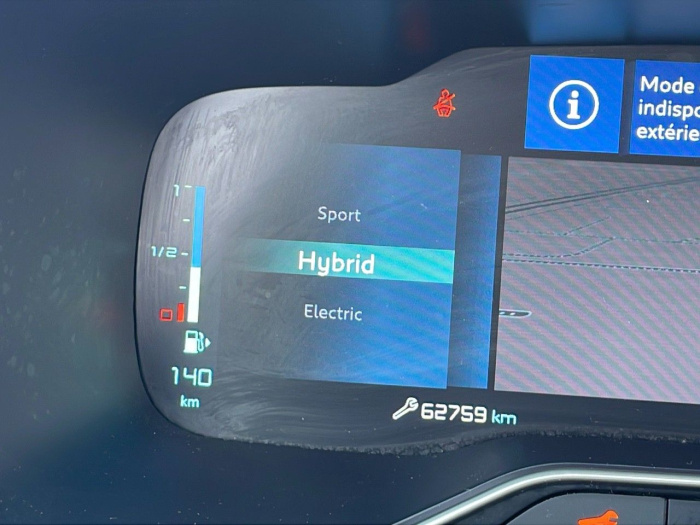 Mode
indispo
extérie
1
Sport
1/2
Hybrid
Electric
140
km
62759 km